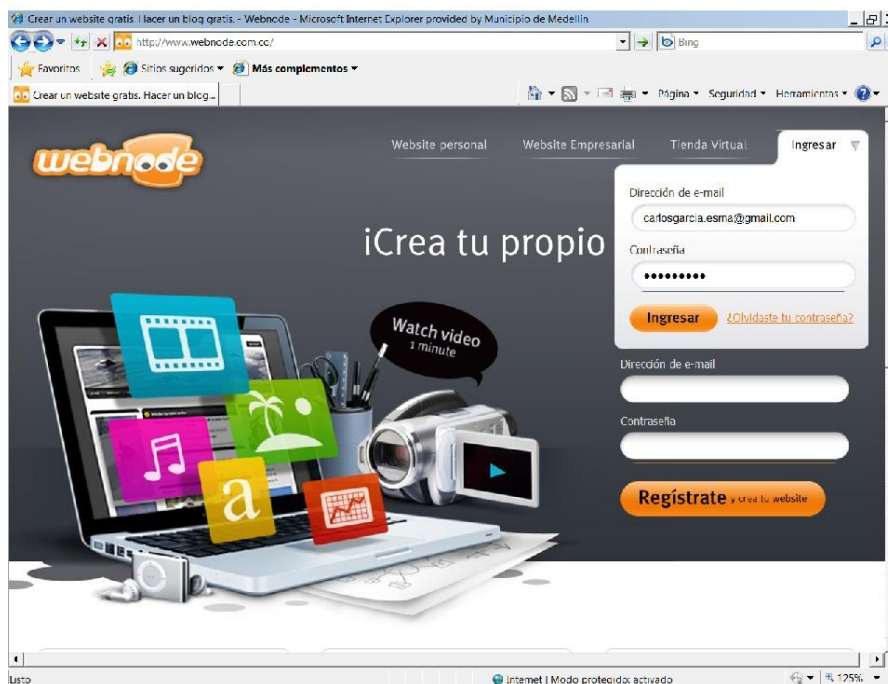 Crear un website gratis. Hacer un blog gratis. - Webnode - Microsoft Internet Explorer provided by Municipio de Medellin
http://www.webnode.com.co/
Bing
Favoritos Sitios sugeridos Más complementos
Crear un website gratis. Hacer un blog...
Página Seguridad Herramientas
webnode
Website personal Website Empresarial Tienda Virtual Ingresar
Dirección de e-mail
carlosgarcia.esma@gmail.com
¡Crea tu propio
Contraseña
•••••••••
Ingresar ¿Olvidaste tu contraseña?
Watch video
1 minute
Dirección de e-mail
Contraseña
a
Regístrate y crea tu website
Listo
Internet | Modo protegido: activado
125%